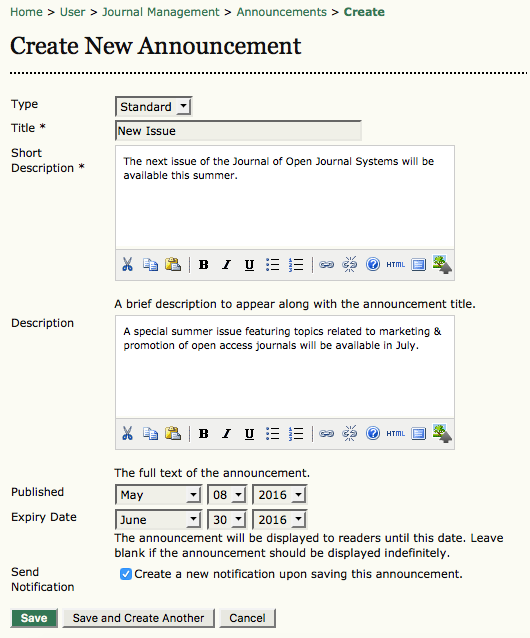 Home > User > Journal Management > Announcements > Create
Create New Announcement
Type
Standard
Title *
New Issue
Short
Description *
The next issue of the Journal of Open Journal Systems will be
available this summer.
B I U
HTML
A brief description to appear along with the announcement title.
Description
A special summer issue featuring topics related to marketing &
promotion of open access journals will be available in July.
B I U
HTML
The full text of the announcement.
Published
May 08 2016
Expiry Date
June 30 2016
The announcement will be displayed to readers until this date. Leave
blank if the announcement should be displayed indefinitely.
Send
Notification
Create a new notification upon saving this announcement.
Save Save and Create Another Cancel